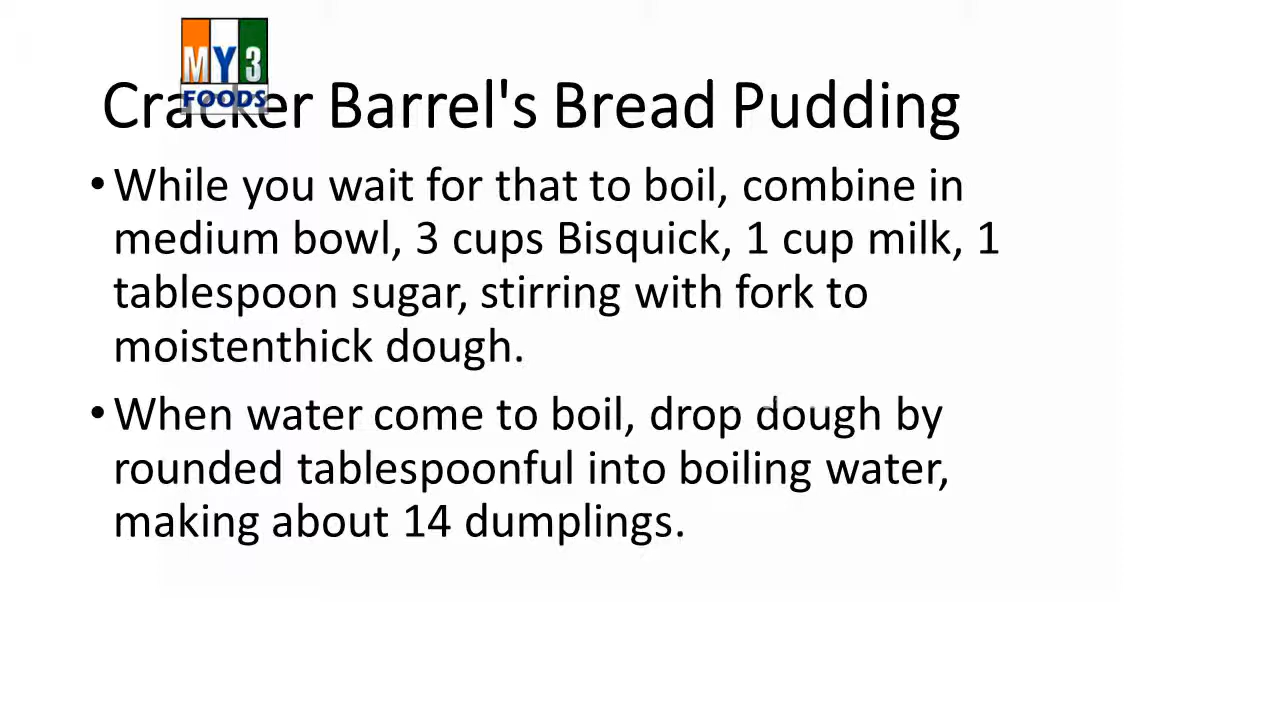 MY3
FOODS
Cracker Barrel's Bread Pudding
•While you wait for that to boil, combine in
medium bowl, 3 cups Bisquick, 1 cup milk, 1
tablespoon sugar, stirring with fork to
moistenthick dough.
•When water come to boil, drop dough by
rounded tablespoonful into boiling water,
making about 14 dumplings.